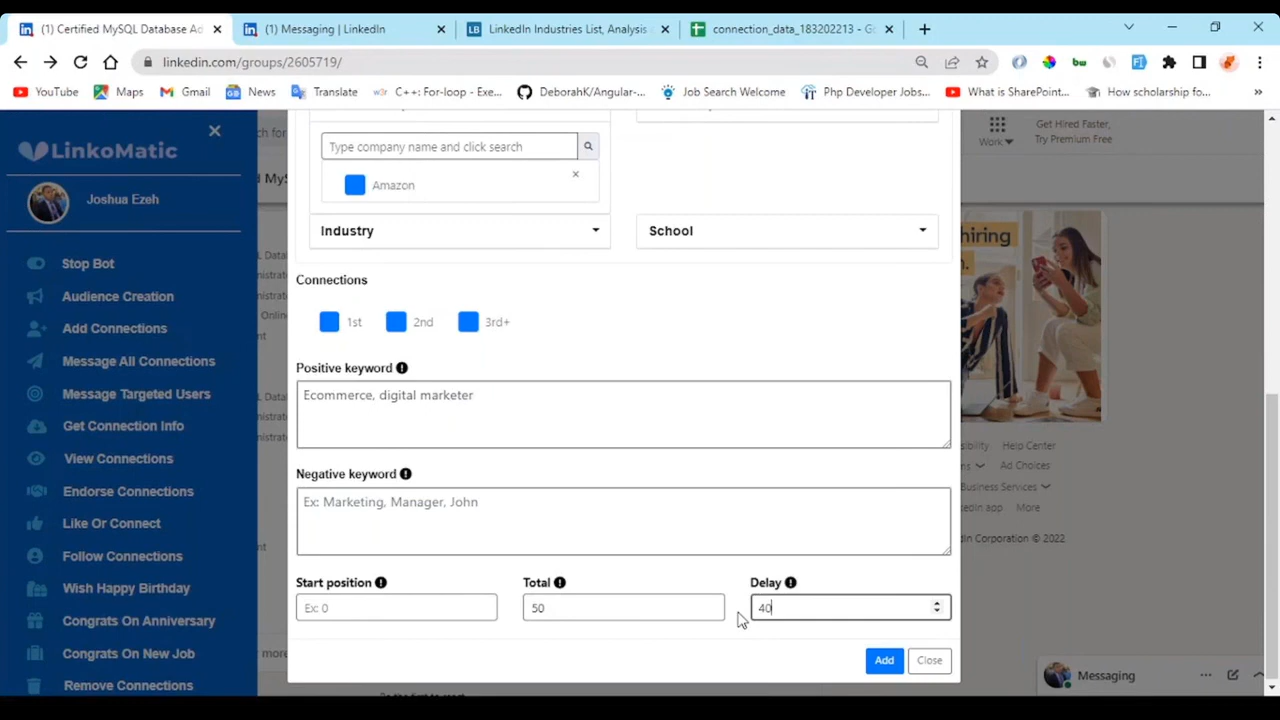 (1) Certified MySQL Database Ad
(1) Messaging | LinkedIn
LinkedIn Industries List, Analysis
connection_data_183202213 - Go
linkedin.com/groups/2605719/
YouTube
Maps
Gmail
News
Translate
C++: For-loop - Exe...
DeborahK/Angular-...
Job Search Welcome
Php Developer Jobs...
What is SharePoint...
How scholarship fo...
LinkoMatic
Joshua Ezeh
Stop Bot
Audience Creation
Add Connections
Message All Connections
Message Targeted Users
Get Connection Info
View Connections
Endorse Connections
Like Or Connect
Follow Connections
Wish Happy Birthday
Congrats On Anniversary
Congrats On New Job
Remove Connections
Type company name and click search
Amazon
Industry
School
Connections
1st
2nd
3rd+
Positive keyword
Ecommerce, digital marketer
Negative keyword
Ex: Marketing, Manager, John
Start position
Total
Delay
Ex: 0
50
40
Add
Close
Work
Get Hired Faster,
Try Premium Free
hiring
Help Center
Ad Choices
Business Services
More
Corporation © 2022
Messaging